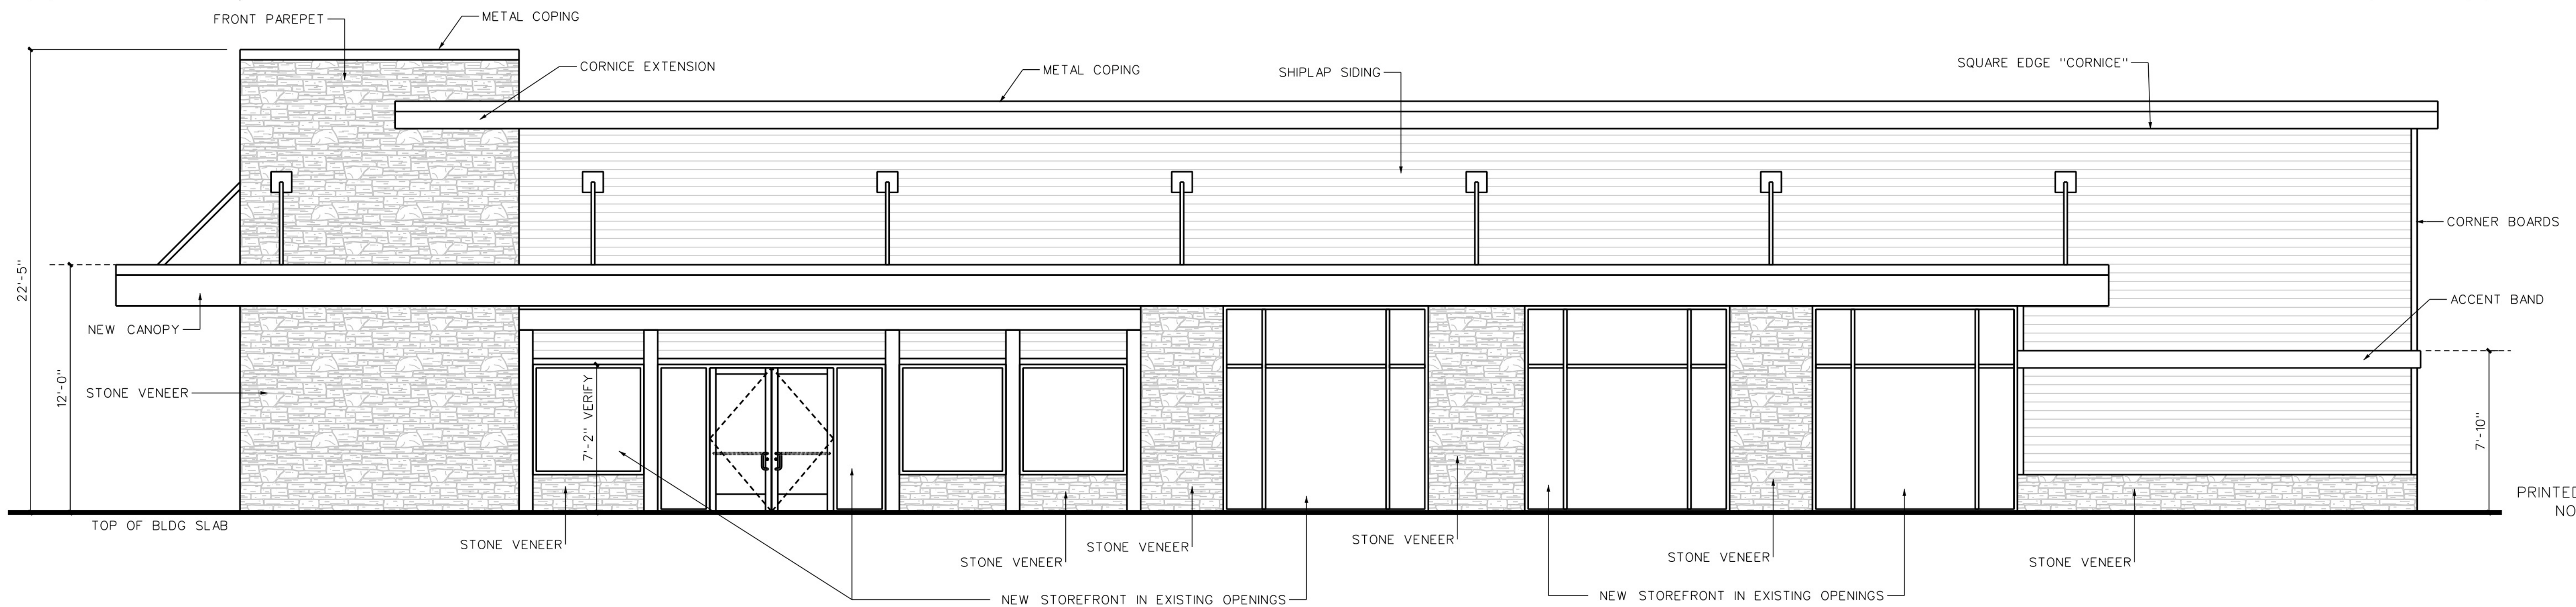 FRONT PAREPET
METAL COPING
CORNICE EXTENSION
METAL COPING
SHIPLAP SIDING
SQUARE EDGE "CORNICE"
CORNER BOARDS
22'-5"
12'-0"
NEW CANOPY
ACCENT BAND
STONE VENEER
7'-2" VERIFY
7'-10"
PRINTED
NO
TOP OF BLDG SLAB
STONE VENEER
STONE VENEER
STONE VENEER
STONE VENEER
STONE VENEER
STONE VENEER
NEW STOREFRONT IN EXISTING OPENINGS
NEW STOREFRONT IN EXISTING OPENINGS